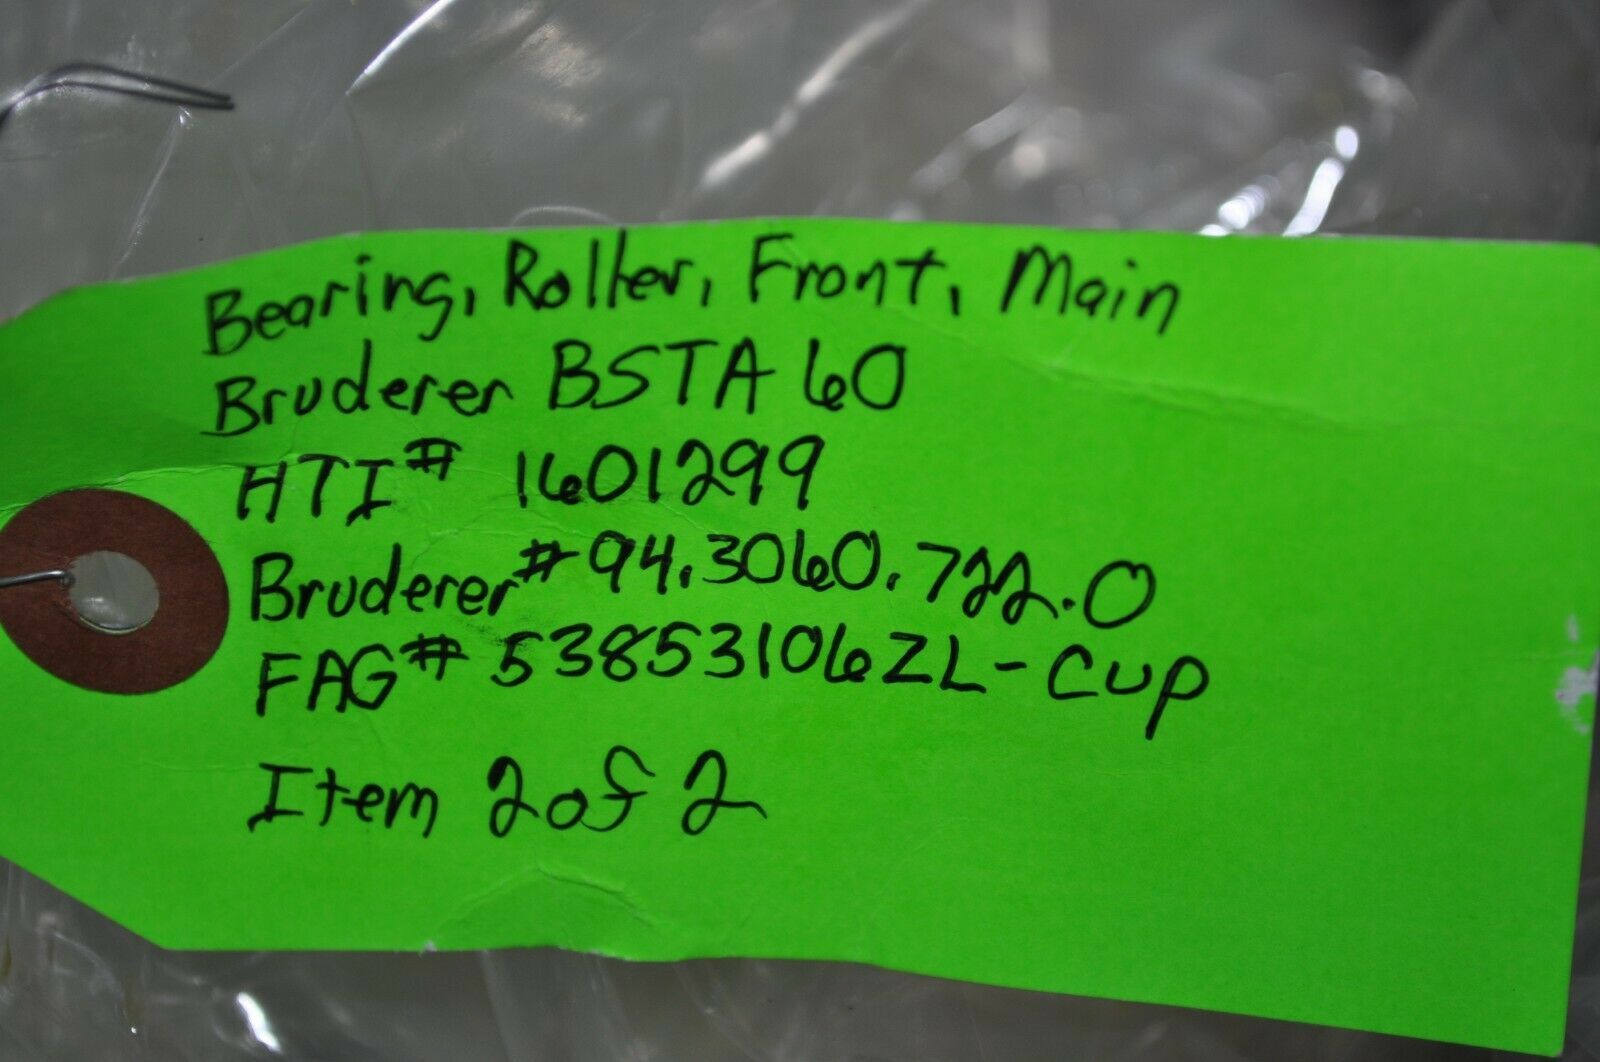 Bearing, Roller, Front, Main
Bruderer BSTA 60
HTI# 1601299
Bruderer# 94.3060.722.0
FAG# 53853106ZL-Cup
Item 2 of 2